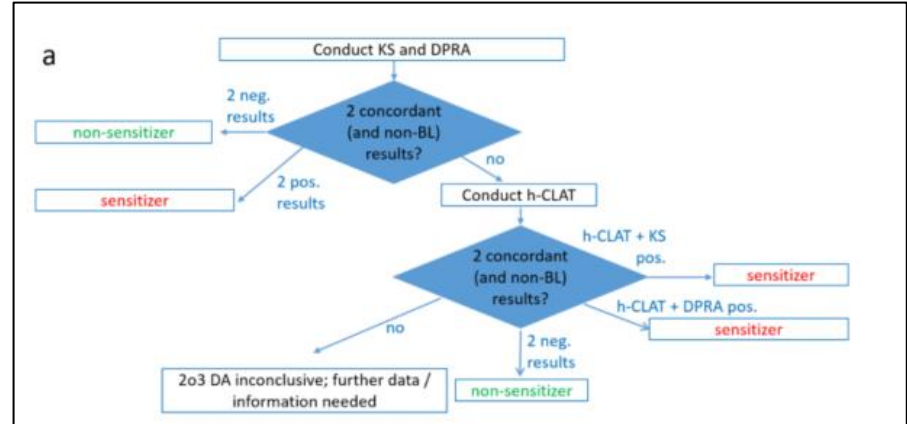 a
Conduct KS and DPRA
2 neg.
results
2 concordant
(and non-BL)
results?
non-sensitizer
no
2 pos.
results
sensitizer
Conduct h-CLAT
h-CLAT + KS
pos.
2 concordant
(and non-BL)
results?
sensitizer
h-CLAT + DPRA pos.
sensitizer
no
2 neg.
results
2o3 DA inconclusive; further data /
information needed
non-sensitizer